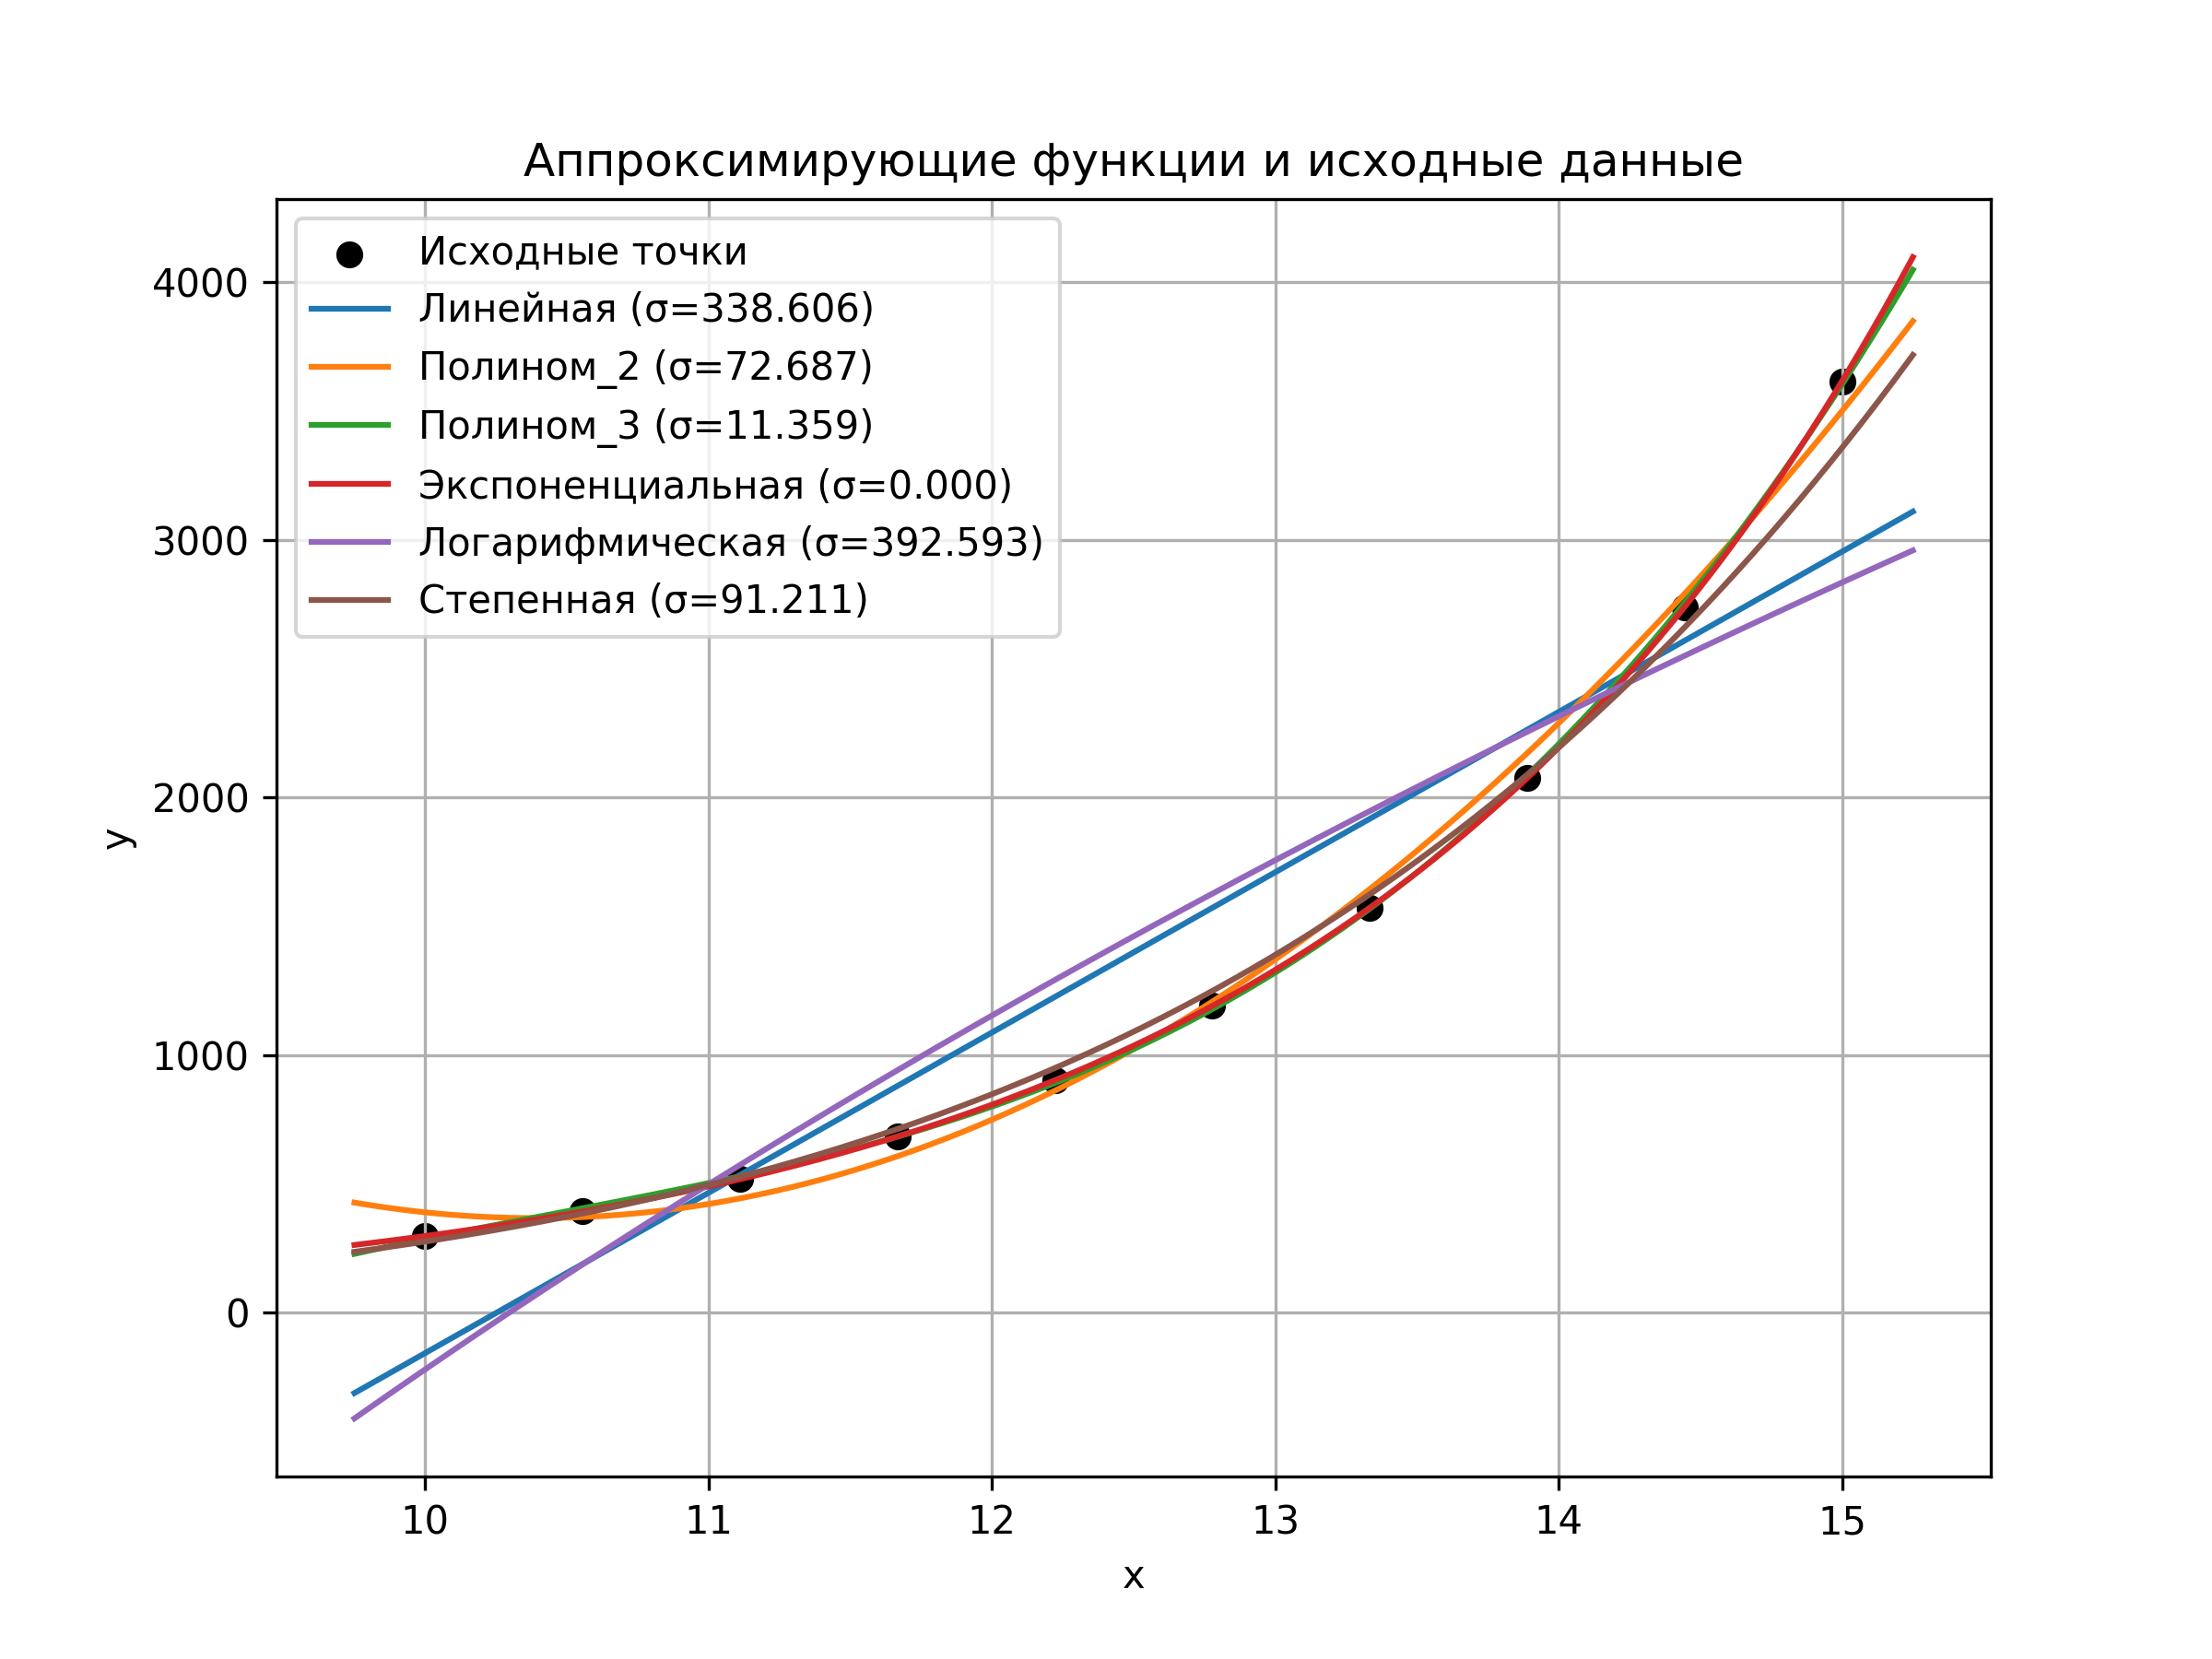 Аппроксимирующие функции и исходные данные
Исходные точки
Линейная (σ=338.606)
Полином_2 (σ=72.687)
Полином_3 (σ=11.359)
Экспоненциальная (σ=0.000)
Логарифмическая (σ=392.593)
Степенная (σ=91.211)
4000
3000
2000
1000
0
y
10 11 12 13 14 15
x